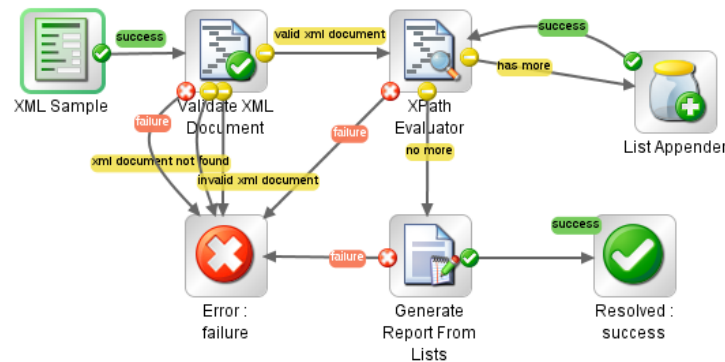 success
valid xml document
success
has more
XML Sample
Validate XML
Document
XPath
Evaluator
List Appender
failure
failure
no more
xml document not found
invalid xml document
success
failure
Error :
failure
Generate
Report From
Lists
Resolved :
success